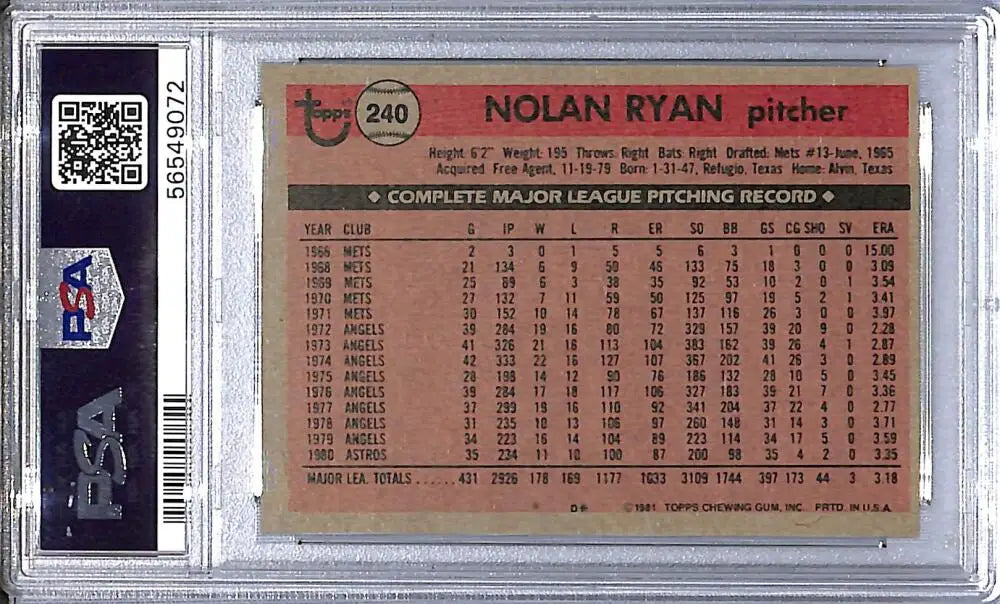 56549072
PSA
PSA
topps 240 NOLAN RYAN pitcher
Height: 6'2" Weight: 195 Throws: Right Bats: Right Drafted: Mets #13-June, 1965
Acquired: Free Agent, 11-19-79 Born: 1-31-47, Refugio, Texas Home: Alvin, Texas
◆ COMPLETE MAJOR LEAGUE PITCHING RECORD ◆
YEAR CLUB G IP W L R ER SO BB GS CG SHO SV ERA
1966 METS 2 3 0 1 5 5 6 3 1 0 0 0 15.00
1968 METS 21 134 6 9 50 46 133 75 18 3 0 0 3.09
1969 METS 25 89 6 3 38 35 92 53 10 2 0 1 3.54
1970 METS 27 132 7 11 59 50 125 97 19 5 2 1 3.41
1971 METS 30 152 10 14 78 67 137 116 26 3 0 0 3.97
1972 ANGELS 39 284 19 16 80 72 329 157 39 20 9 0 2.28
1973 ANGELS 41 326 21 16 113 104 383 162 39 26 4 1 2.87
1974 ANGELS 42 333 22 16 127 107 367 202 41 26 3 0 2.89
1975 ANGELS 28 198 14 12 90 76 186 132 28 10 5 0 3.45
1976 ANGELS 39 284 17 18 117 106 327 183 39 21 7 0 3.36
1977 ANGELS 37 299 19 16 110 92 341 204 37 22 4 0 2.77
1978 ANGELS 31 235 10 13 106 97 260 148 31 14 3 0 3.71
1979 ANGELS 34 223 16 14 104 89 223 114 34 17 5 0 3.59
1980 ASTROS 35 234 11 10 100 87 200 98 35 4 2 0 3.35
MAJOR LEA. TOTALS ...... 431 2926 178 169 1177 1033 3109 1744 397 173 44 3 3.18
D* ©1981 TOPPS CHEWING GUM, INC. PRTD. IN U.S.A.